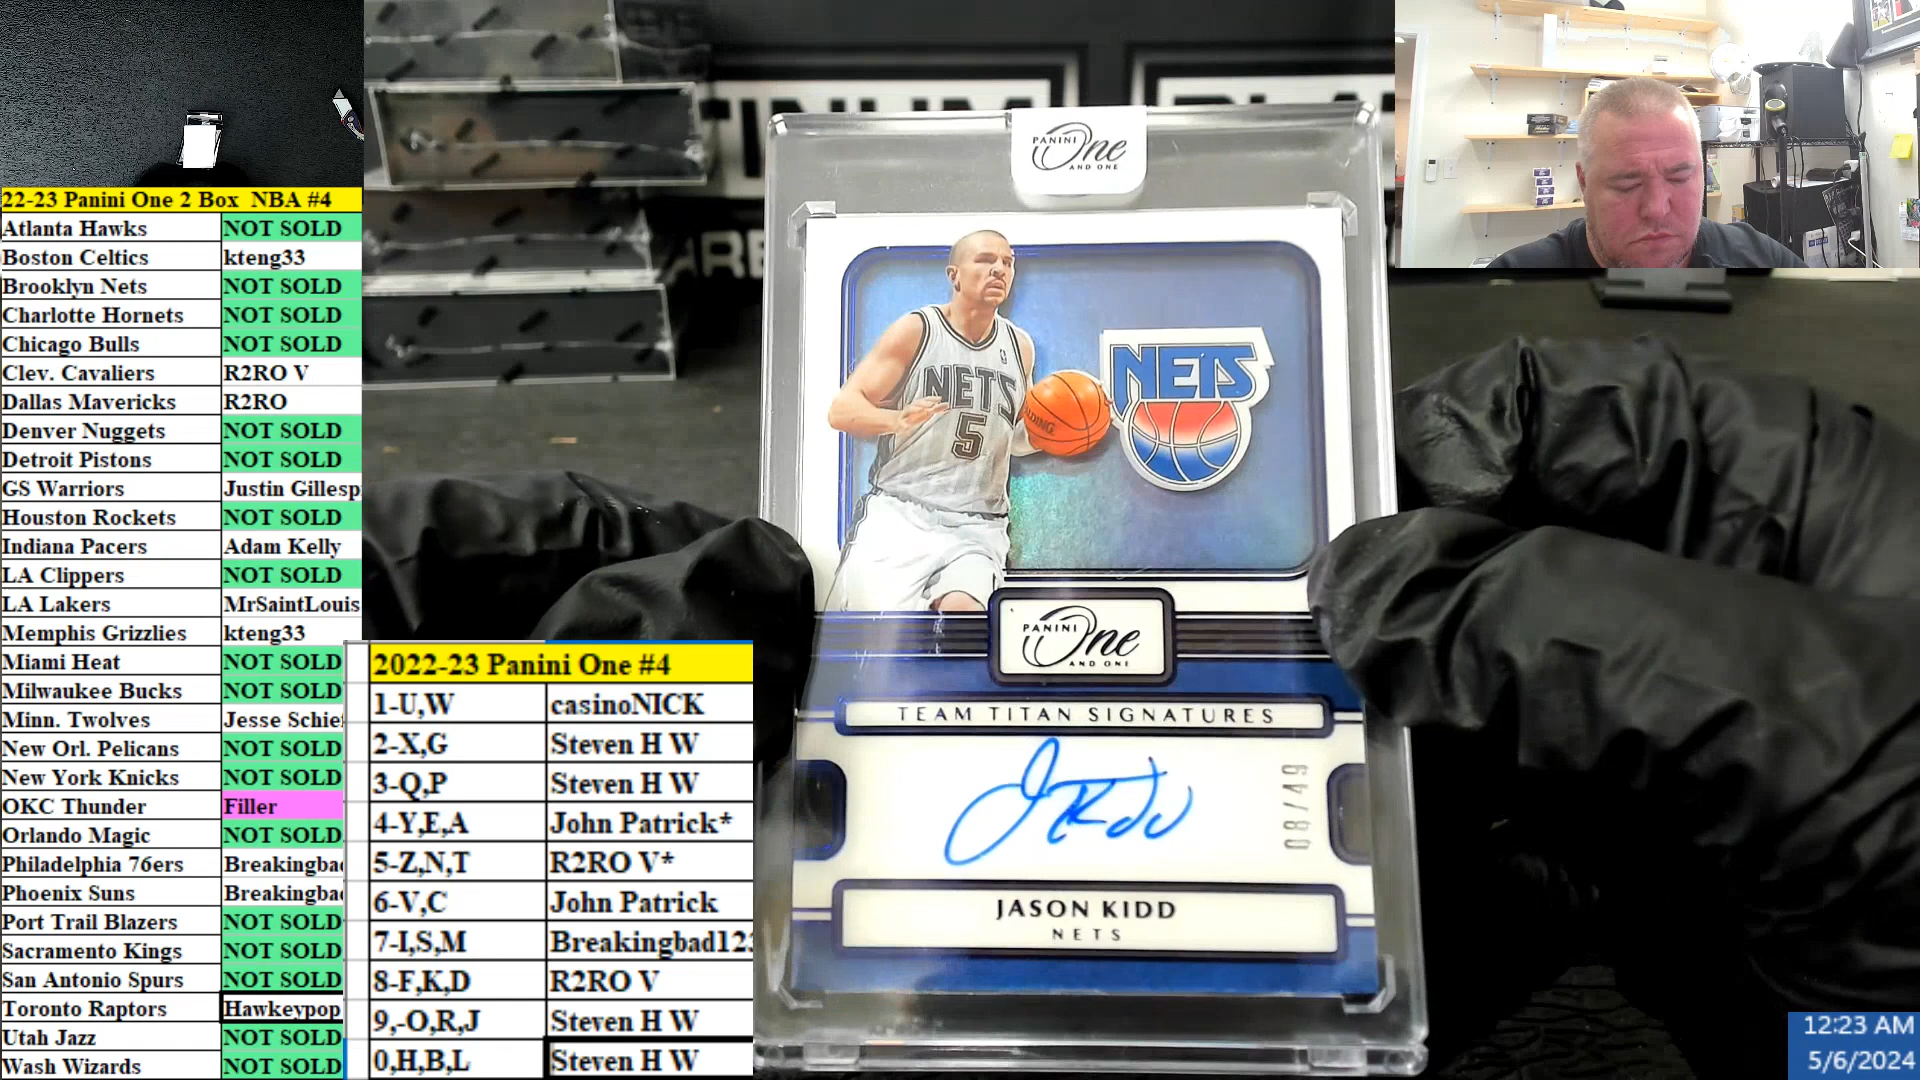 22-23 Panini One 2 Box NBA #4
Atlanta Hawks NOT SOLD
Boston Celtics kteng33
Brooklyn Nets NOT SOLD
Charlotte Hornets NOT SOLD
Chicago Bulls NOT SOLD
Clev. Cavaliers R2RO V
Dallas Mavericks R2RO
Denver Nuggets NOT SOLD
Detroit Pistons NOT SOLD
GS Warriors Justin Gillesp
Houston Rockets NOT SOLD
Indiana Pacers Adam Kelly
LA Clippers NOT SOLD
LA Lakers MrSaintLouis
Memphis Grizzlies kteng33
Miami Heat NOT SOLD
Milwaukee Bucks NOT SOLD
Minn. Twolves Jesse Schie
New Orl. Pelicans NOT SOLD
New York Knicks NOT SOLD
OKC Thunder Filler
Orlando Magic NOT SOLD
Philadelphia 76ers Breakingba
Phoenix Suns Breakingba
Port Trail Blazers NOT SOLD
Sacramento Kings NOT SOLD
San Antonio Spurs NOT SOLD
Toronto Raptors Hawkeypop
Utah Jazz NOT SOLD
Wash Wizards NOT SOLD
2022-23 Panini One #4
1-U,W casinoNICK
2-X,G Steven H W
3-Q,P Steven H W
4-Y,E,A John Patrick*
5-Z,N,T R2RO V*
6-V,C John Patrick
7-I,S,M Breakingbad12
8-F,K,D R2RO V
9,-O,R,J Steven H W
0,H,B,L Steven H W
PANINI
One
AND ONE
NETS
5
SPALDING
NETS
PANINI
One
AND ONE
TEAM TITAN SIGNATURES
J Kidd
08/49
JASON KIDD
NETS
12:23 AM
5/6/2024